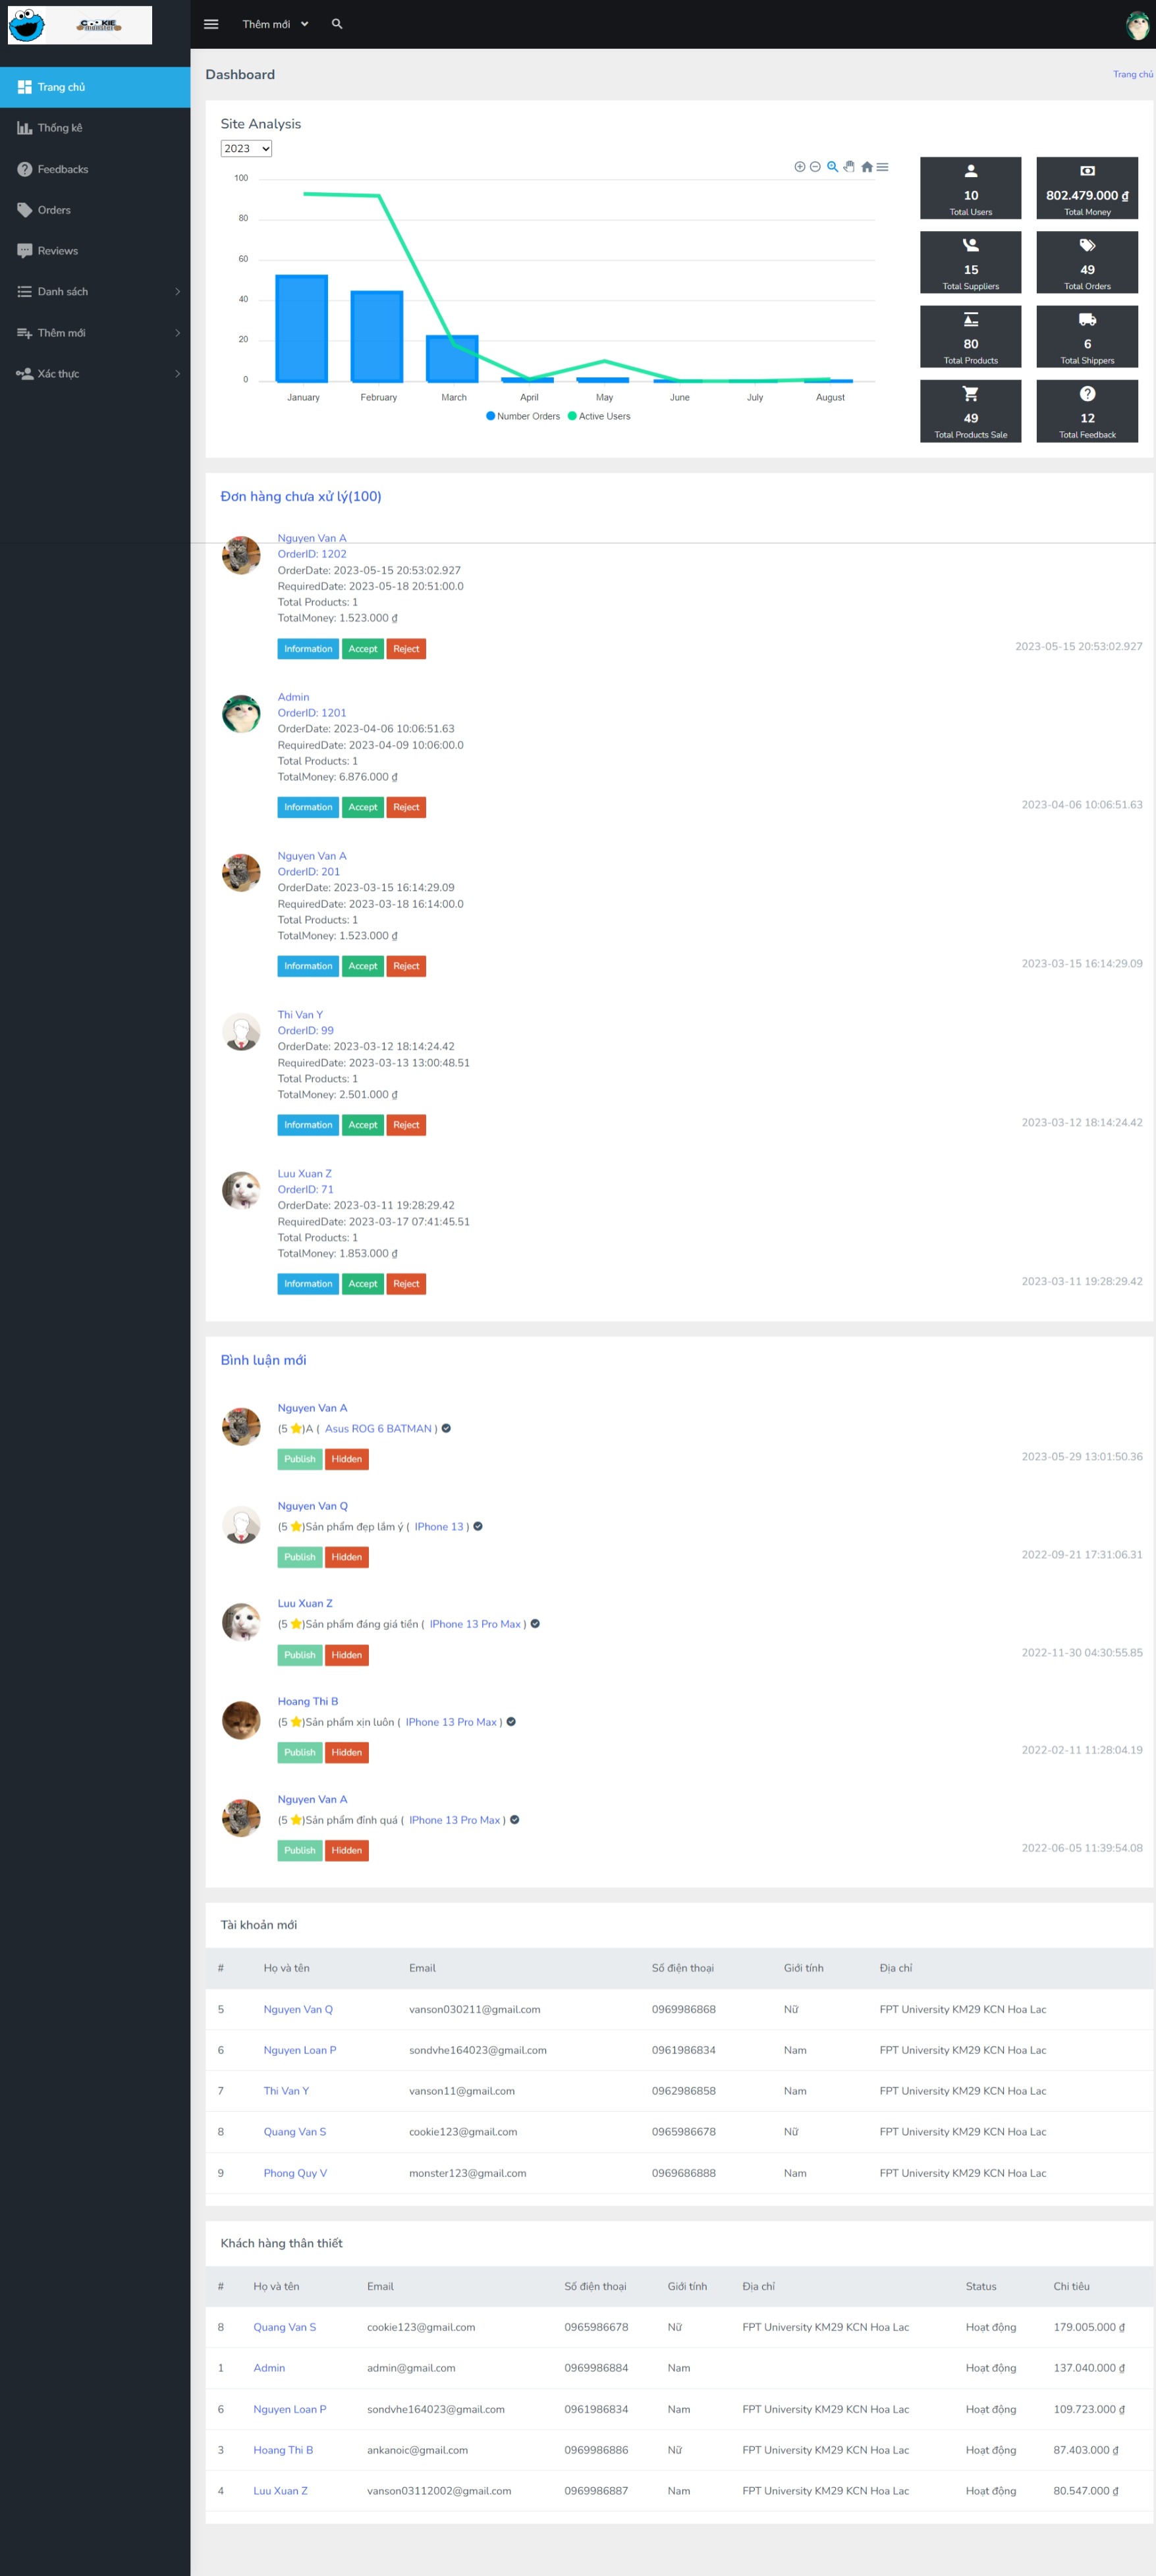 COOKIE
monster
Thêm mới
Trang chủ
Thống kê
Feedbacks
Orders
Reviews
Danh sách
Thêm mới
Xác thực
Dashboard
Trang chủ
Site Analysis
2023
100
80
60
40
20
0
January February March April May June July August
Number Orders Active Users
10
Total Users
802.479.000 ₫
Total Money
15
Total Suppliers
49
Total Orders
80
Total Products
6
Total Shippers
49
Total Products Sale
12
Total Feedback
Đơn hàng chưa xử lý(100)
Nguyen Van A
OrderID: 1202
OrderDate: 2023-05-15 20:53:02.927
RequiredDate: 2023-05-18 20:51:00.0
Total Products: 1
TotalMoney: 1.523.000 ₫
Information Accept Reject 2023-05-15 20:53:02.927
Admin
OrderID: 1201
OrderDate: 2023-04-06 10:06:51.63
RequiredDate: 2023-04-09 10:06:00.0
Total Products: 1
TotalMoney: 6.876.000 ₫
Information Accept Reject 2023-04-06 10:06:51.63
Nguyen Van A
OrderID: 201
OrderDate: 2023-03-15 16:14:29.09
RequiredDate: 2023-03-18 16:14:00.0
Total Products: 1
TotalMoney: 1.523.000 ₫
Information Accept Reject 2023-03-15 16:14:29.09
Thi Van Y
OrderID: 99
OrderDate: 2023-03-12 18:14:24.42
RequiredDate: 2023-03-13 13:00:48.51
Total Products: 1
TotalMoney: 2.501.000 ₫
Information Accept Reject 2023-03-12 18:14:24.42
Luu Xuan Z
OrderID: 71
OrderDate: 2023-03-11 19:28:29.42
RequiredDate: 2023-03-17 07:41:45.51
Total Products: 1
TotalMoney: 1.853.000 ₫
Information Accept Reject 2023-03-11 19:28:29.42
Bình luận mới
Nguyen Van A
(5 ⭐)A ( Asus ROG 6 BATMAN )
Publish Hidden 2023-05-29 13:01:50.36
Nguyen Van Q
(5 ⭐)Sản phẩm đẹp lắm ý ( IPhone 13 )
Publish Hidden 2022-09-21 17:31:06.31
Luu Xuan Z
(5 ⭐)Sản phẩm đáng giá tiền ( IPhone 13 Pro Max )
Publish Hidden 2022-11-30 04:30:55.85
Hoang Thi B
(5 ⭐)Sản phẩm xịn luôn ( IPhone 13 Pro Max )
Publish Hidden 2022-02-11 11:28:04.19
Nguyen Van A
(5 ⭐)Sản phẩm đỉnh quá ( IPhone 13 Pro Max )
Publish Hidden 2022-06-05 11:39:54.08
Tài khoản mới
# Họ và tên Email Số điện thoại Giới tính Địa chỉ
5 Nguyen Van Q vanson030211@gmail.com 0969986868 Nữ FPT University KM29 KCN Hoa Lac
6 Nguyen Loan P sondvhe164023@gmail.com 0961986834 Nam FPT University KM29 KCN Hoa Lac
7 Thi Van Y vanson11@gmail.com 0962986858 Nam FPT University KM29 KCN Hoa Lac
8 Quang Van S cookie123@gmail.com 0965986678 Nữ FPT University KM29 KCN Hoa Lac
9 Phong Quy V monster123@gmail.com 0969686888 Nam FPT University KM29 KCN Hoa Lac
Khách hàng thân thiết
# Họ và tên Email Số điện thoại Giới tính Địa chỉ Status Chi tiêu
8 Quang Van S cookie123@gmail.com 0965986678 Nữ FPT University KM29 KCN Hoa Lac Hoạt động 179.005.000 ₫
1 Admin admin@gmail.com 0969986884 Nam Hoạt động 137.040.000 ₫
6 Nguyen Loan P sondvhe164023@gmail.com 0961986834 Nam FPT University KM29 KCN Hoa Lac Hoạt động 109.723.000 ₫
3 Hoang Thi B ankanoic@gmail.com 0969986886 Nữ FPT University KM29 KCN Hoa Lac Hoạt động 87.403.000 ₫
4 Luu Xuan Z vanson03112002@gmail.com 0969986887 Nam FPT University KM29 KCN Hoa Lac Hoạt động 80.547.000 ₫